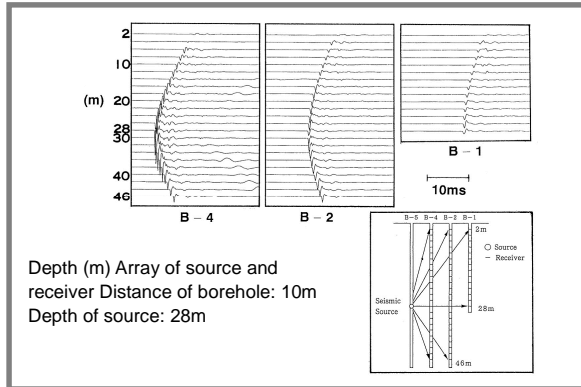 2
10
(m) 20
28
30
40
46
B – 4
B – 2
B – 1
10ms
Depth (m) Array of source and
receiver Distance of borehole: 10m
Depth of source: 28m
B-5 B-4 B-2 B-1
2m
Source
Receiver
Seismic
Source
28m
46m